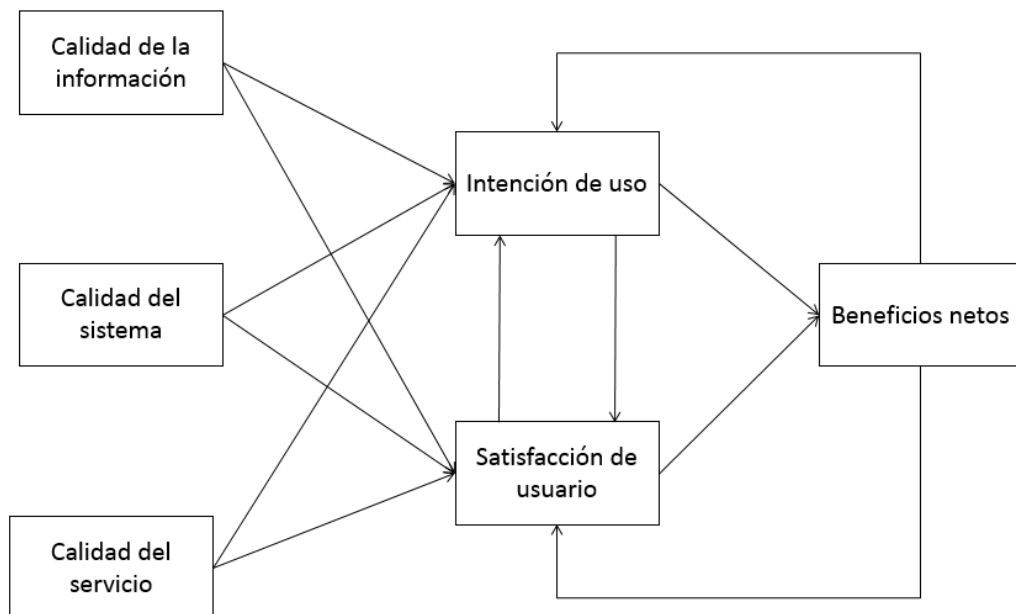 Calidad de la
información
Intención de uso
Calidad del
sistema
Beneficios netos
Satisfacción de
usuario
Calidad del
servicio